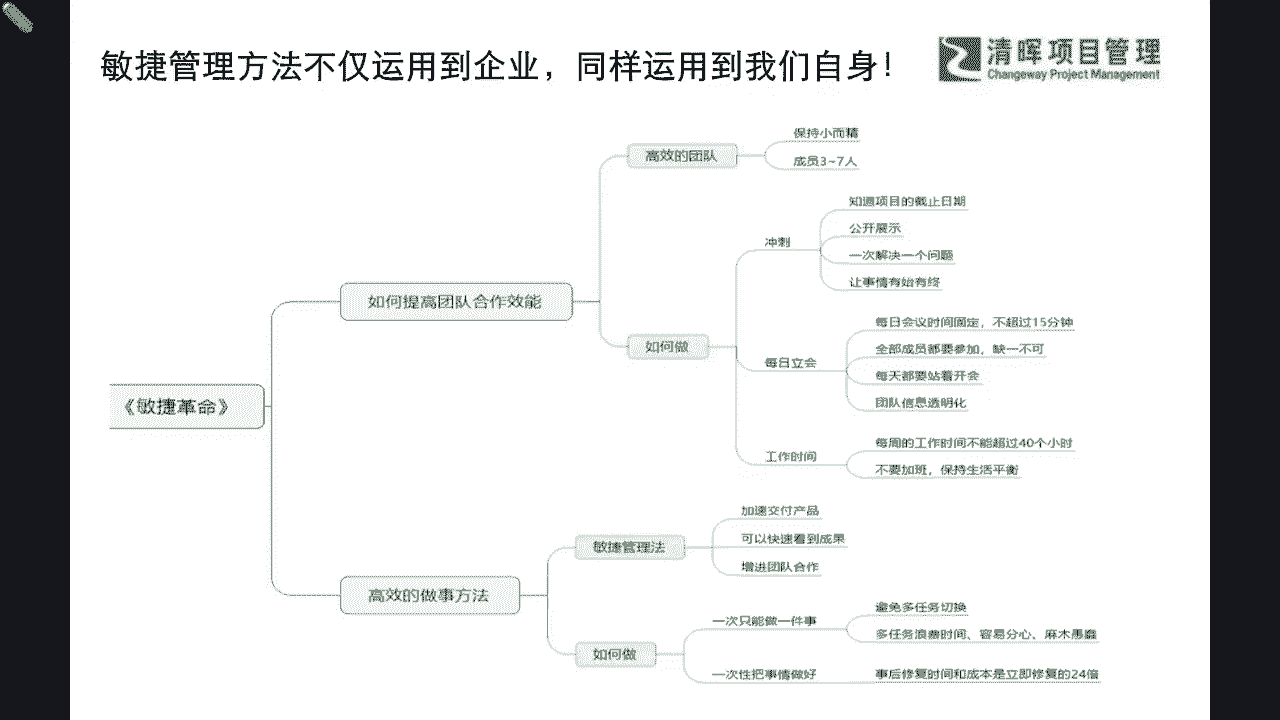 敏捷管理方法不仅运用到企业，同样运用到我们自身！
清晖项目管理
Changeway Project Management
《敏捷革命》
如何提高团队合作效能
高效的团队
保持小而精
成员3~7人
如何做
冲刺
知道项目的截止日期
公开展示
一次解决一个问题
让事情有始有终
每日立会
每日会议时间固定，不超过15分钟
全部成员都要参加，缺一不可
每天都要站着开会
团队信息透明化
工作时间
每周的工作时间不能超过40个小时
不要加班，保持生活平衡
高效的做事方法
敏捷管理法
加速交付产品
可以快速看到成果
增进团队合作
如何做
一次只能做一件事
避免多任务切换
多任务浪费时间、容易分心、麻木愚蠢
一次性把事情做好
事后修复时间和成本是立即修复的24倍